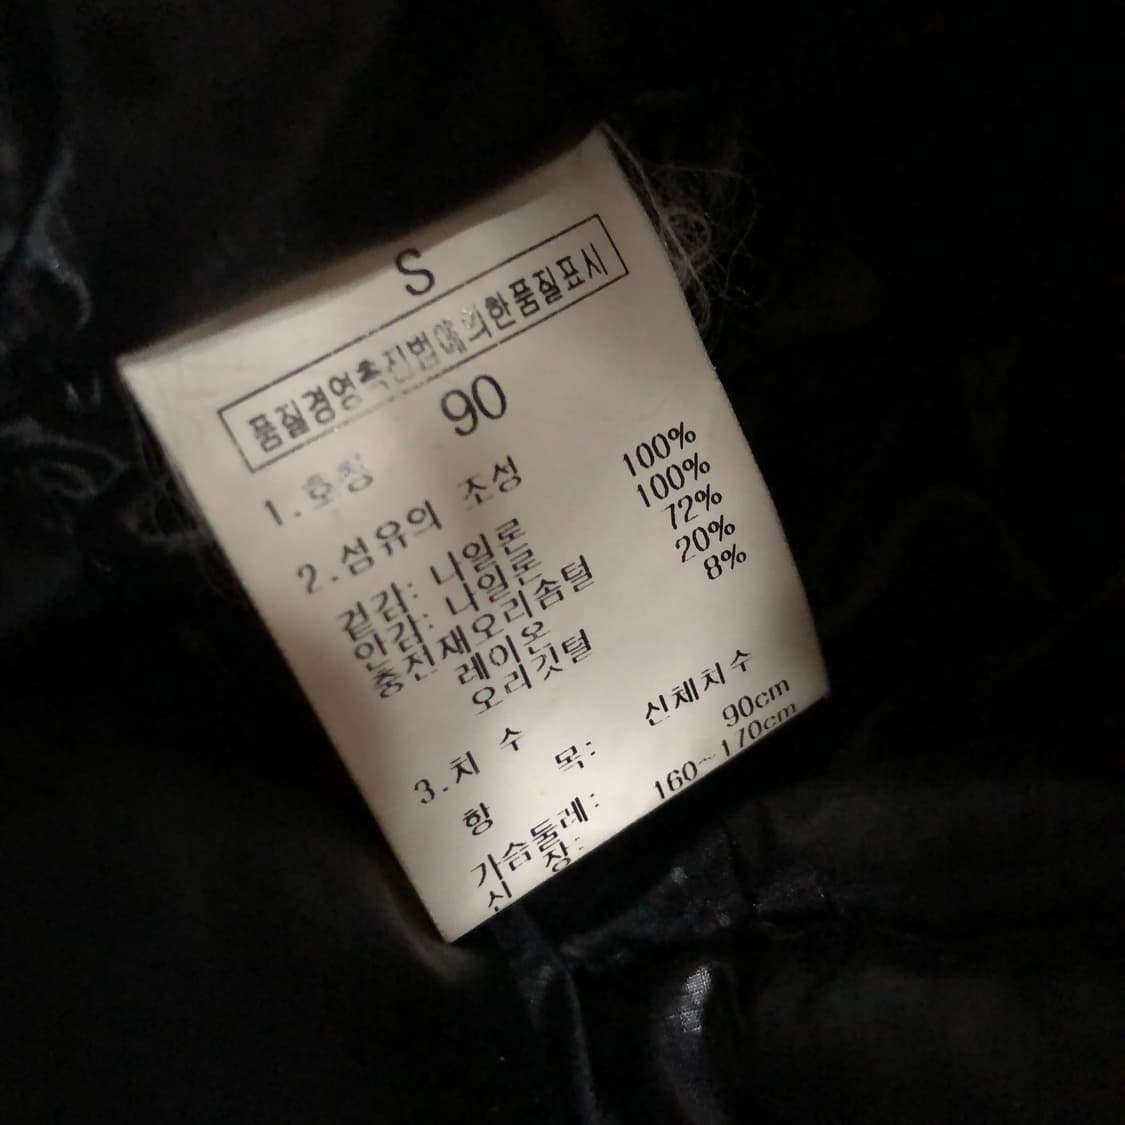 S
품질경영촉진법에의한품질표시
1.호칭 90
2.섬유의 조성
겉감: 나일론 100%
안감: 나일론 100%
충전재오리솜털 72%
레이온 20%
오리깃털 8%
3.치 수
항 목: 신체치수
가슴둘레: 90cm
신 장: 160~170cm